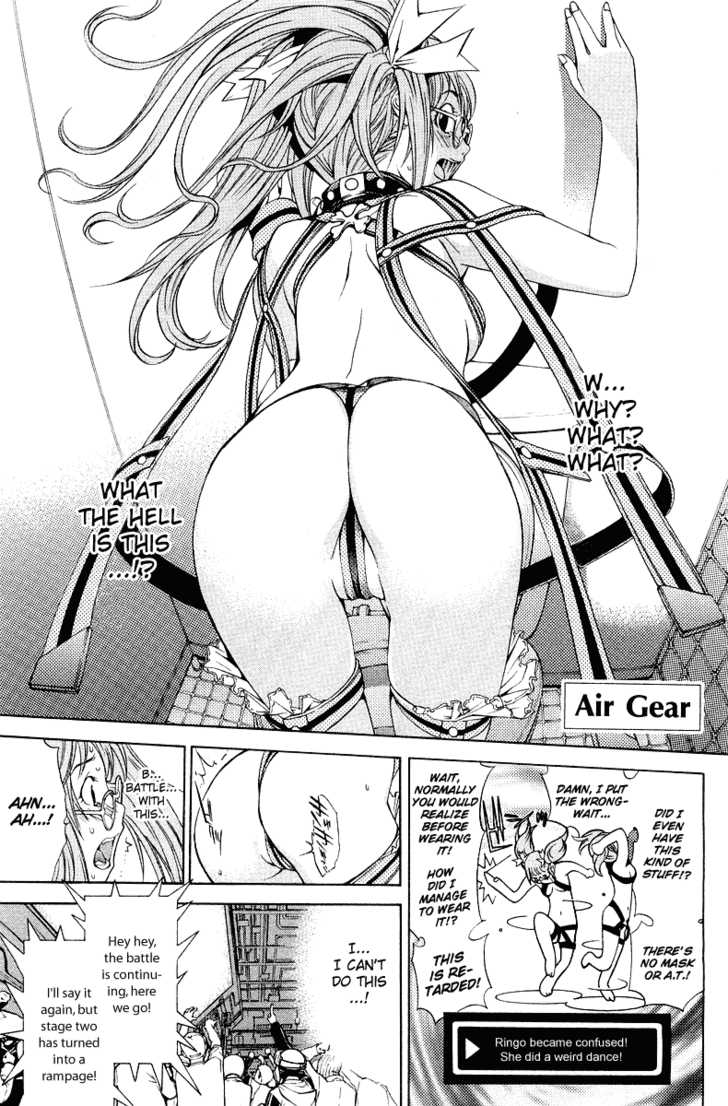 W...
WHY?
WHAT?
WHAT?
WHAT
THE HELL
IS THIS
...!?
Air Gear
WAIT,
NORMALLY
YOU WOULD
REALIZE
BEFORE
WEARING
IT!
HOW
DID I
MANAGE
TO WEAR
IT!?
THIS
IS RE-
TARDED!
DAMN, I PUT
THE WRONG-
WAIT...
DID I
EVEN
HAVE
THIS
KIND OF
STUFF!?
THERE'S
NO MASK
OR A.T.!
Ringo became confused!
She did a weird dance!
B...
BATTLE...
WITH
THIS...
AHN...
AH...!
I...
I CAN'T
DO THIS
...!
Hey hey,
the battle
is continu-
ing, here
we go!
I'll say it
again, but
stage two
has turned
into a
rampage!